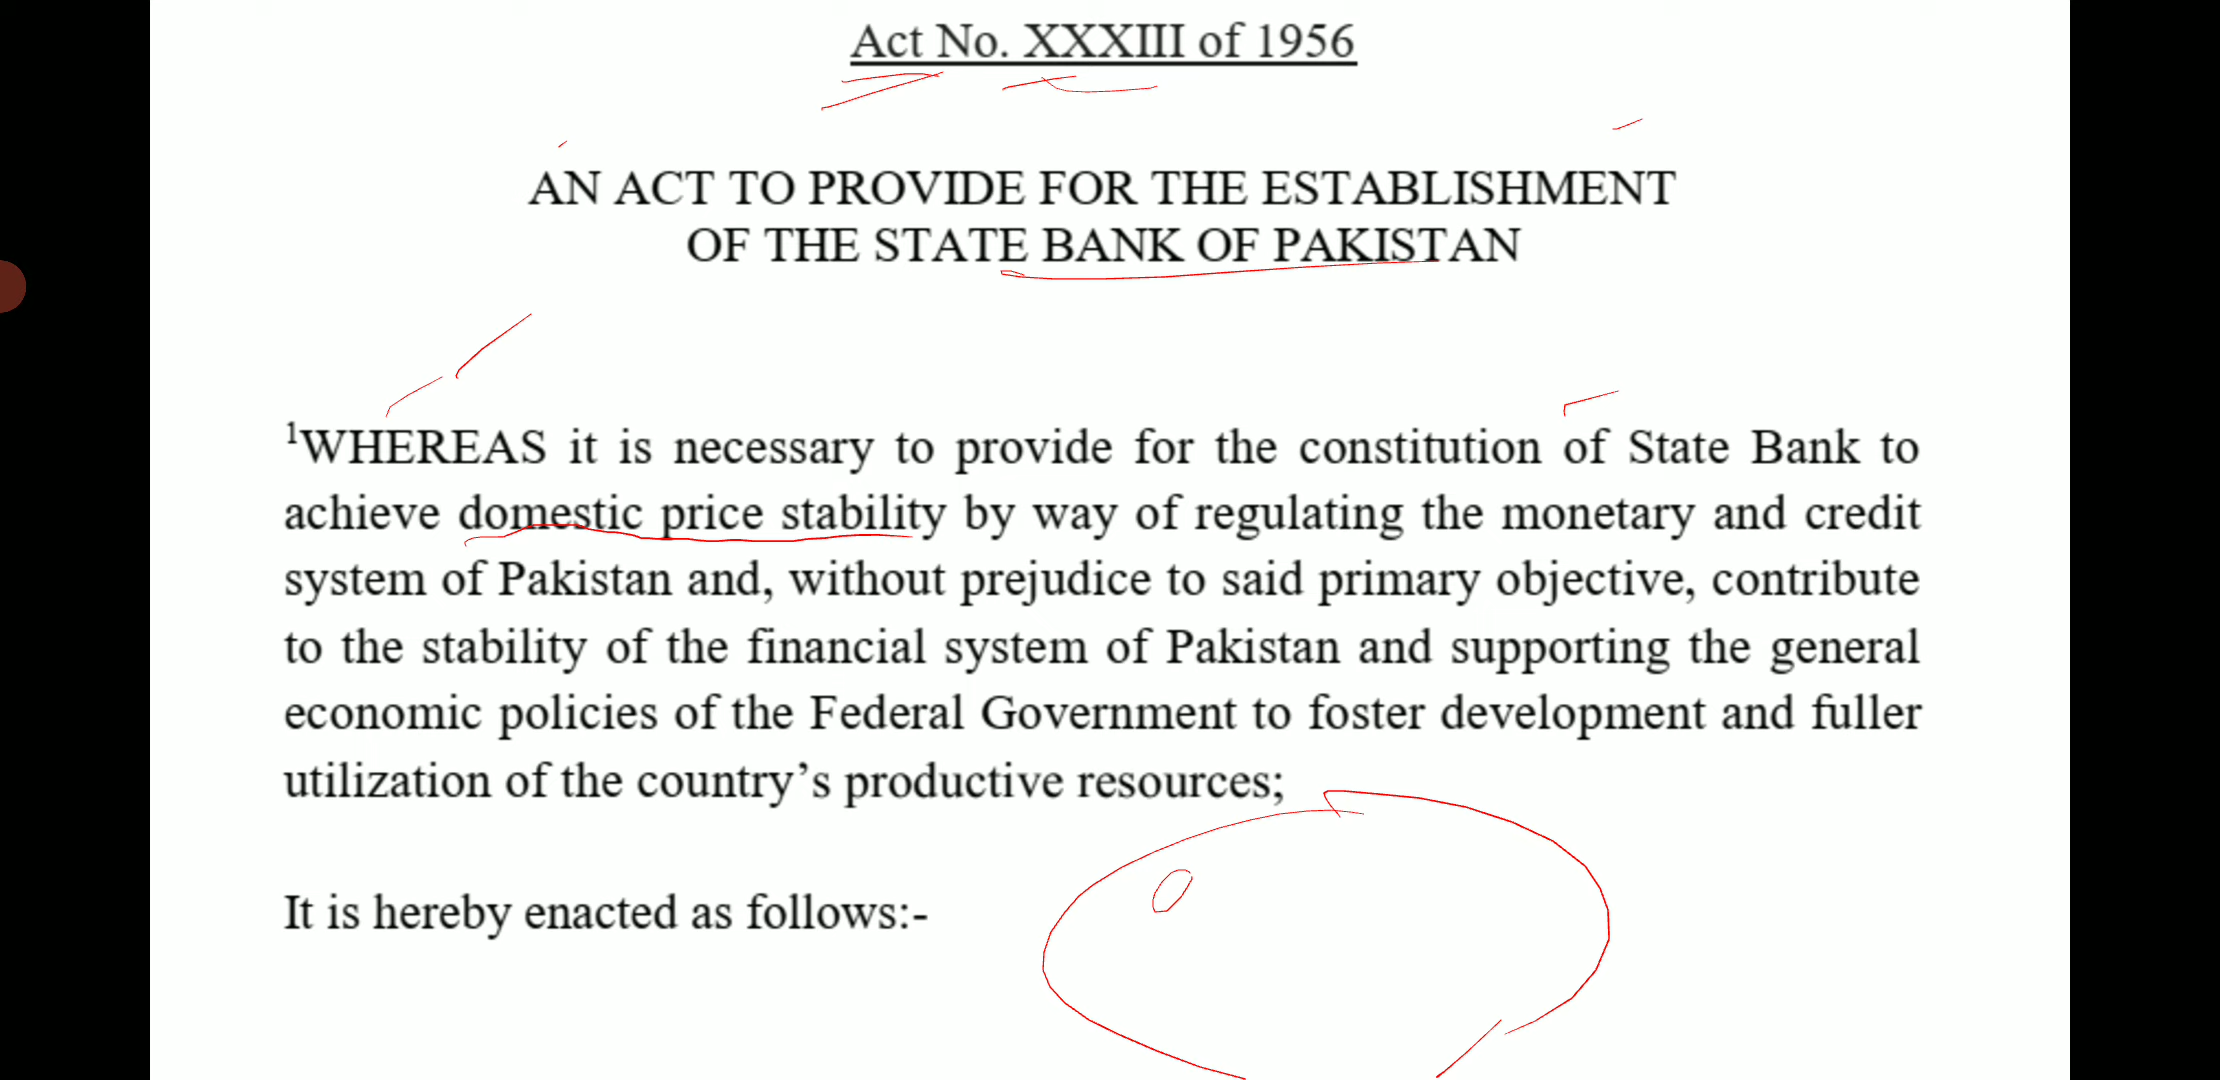 Act No. XXXIII of 1956
AN ACT TO PROVIDE FOR THE ESTABLISHMENT
OF THE STATE BANK OF PAKISTAN
¹WHEREAS it is necessary to provide for the constitution of State Bank to
achieve domestic price stability by way of regulating the monetary and credit
system of Pakistan and, without prejudice to said primary objective, contribute
to the stability of the financial system of Pakistan and supporting the general
economic policies of the Federal Government to foster development and fuller
utilization of the country’s productive resources;
It is hereby enacted as follows:-